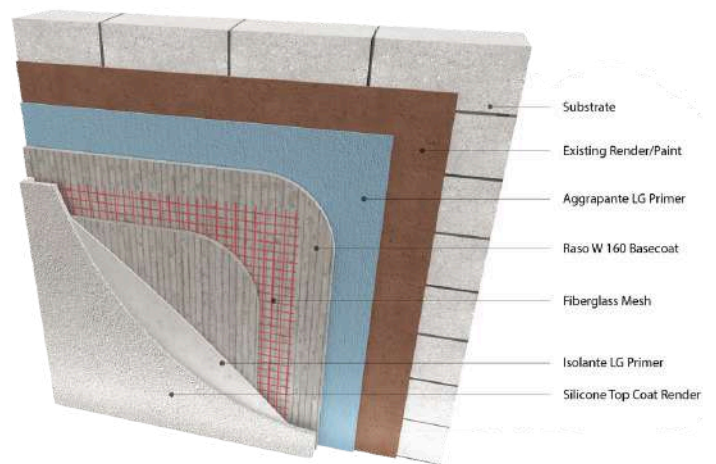 Substrate
Existing Render/Paint
Aggrapante LG Primer
Raso W 160 Basecoat
Fiberglass Mesh
Isolante LG Primer
Silicone Top Coat Render